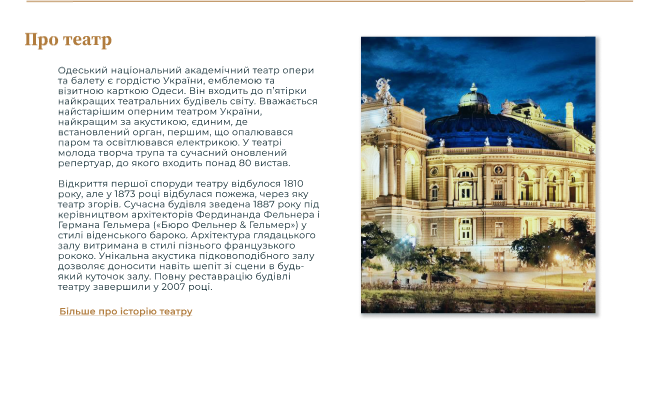 Про театр
Одеський національний академічний театр опери
та балету є гордістю України, емблемою та
візитною карткою Одеси. Він входить до п’ятірки
найкращих театральних будівель світу. Вважається
найстарішим оперним театром України,
найкращим за акустикою, єдиним, де
встановлений орган, першим, що опалювався
паром та освітлювався електрикою. У театрі
молода творча трупа та сучасний оновлений
репертуар, до якого входить понад 80 вистав.
Відкриття першої споруди театру відбулося 1810
року, але у 1873 році відбулася пожежа, через яку
театр згорів. Сучасна будівля зведена 1887 року під
керівництвом архітекторів Фердинанда Фельнера і
Германа Гельмера («Бюро Фельнер & Гельмер») у
стилі віденського бароко. Архітектура глядацького
залу витримана в стилі пізнього французького
рококо. Унікальна акустика підковоподібного залу
дозволяє доносити навіть шепіт зі сцени в будь-
який куточок залу. Повну реставрацію будівлі
театру завершили у 2007 році.
Більше про історію театру